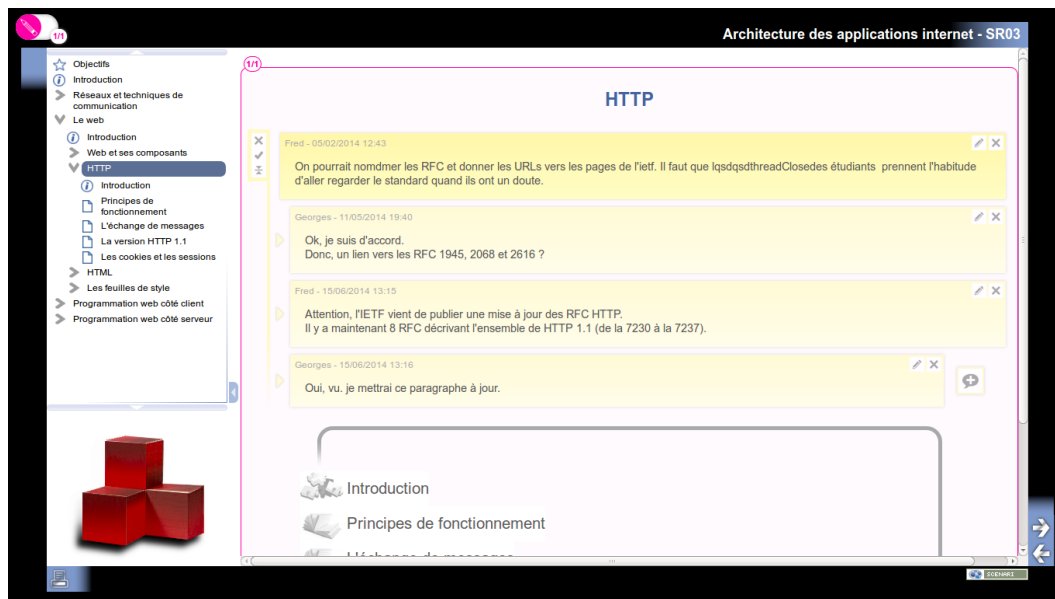 1/1
Architecture des applications internet - SR03
Objectifs
Introduction
Réseaux et techniques de
communication
Le web
Introduction
Web et ses composants
HTTP
Introduction
Principes de
fonctionnement
L'échange de messages
La version HTTP 1.1
Les cookies et les sessions
HTML
Les feuilles de style
Programmation web côté client
Programmation web côté serveur
1/1
HTTP
Fred - 05/02/2014 12:43
On pourrait nomdmer les RFC et donner les URLs vers les pages de l'ietf. Il faut que lqsdqsdthreadClosedes étudiants prennent l'habitude
d'aller regarder le standard quand ils ont un doute.
Georges - 11/05/2014 19:40
Ok, je suis d'accord.
Donc, un lien vers les RFC 1945, 2068 et 2616 ?
Fred - 15/06/2014 13:15
Attention, l'IETF vient de publier une mise à jour des RFC HTTP.
Il y a maintenant 8 RFC décrivant l'ensemble de HTTP 1.1 (de la 7230 à la 7237).
Georges - 15/06/2014 13:16
Oui, vu. je mettrai ce paragraphe à jour.
Introduction
Principes de fonctionnement
L'échange de messages
SCENARI